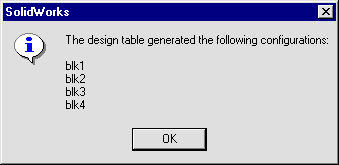 SolidWorks
The design table generated the following configurations:
blk1
blk2
blk3
blk4
OK